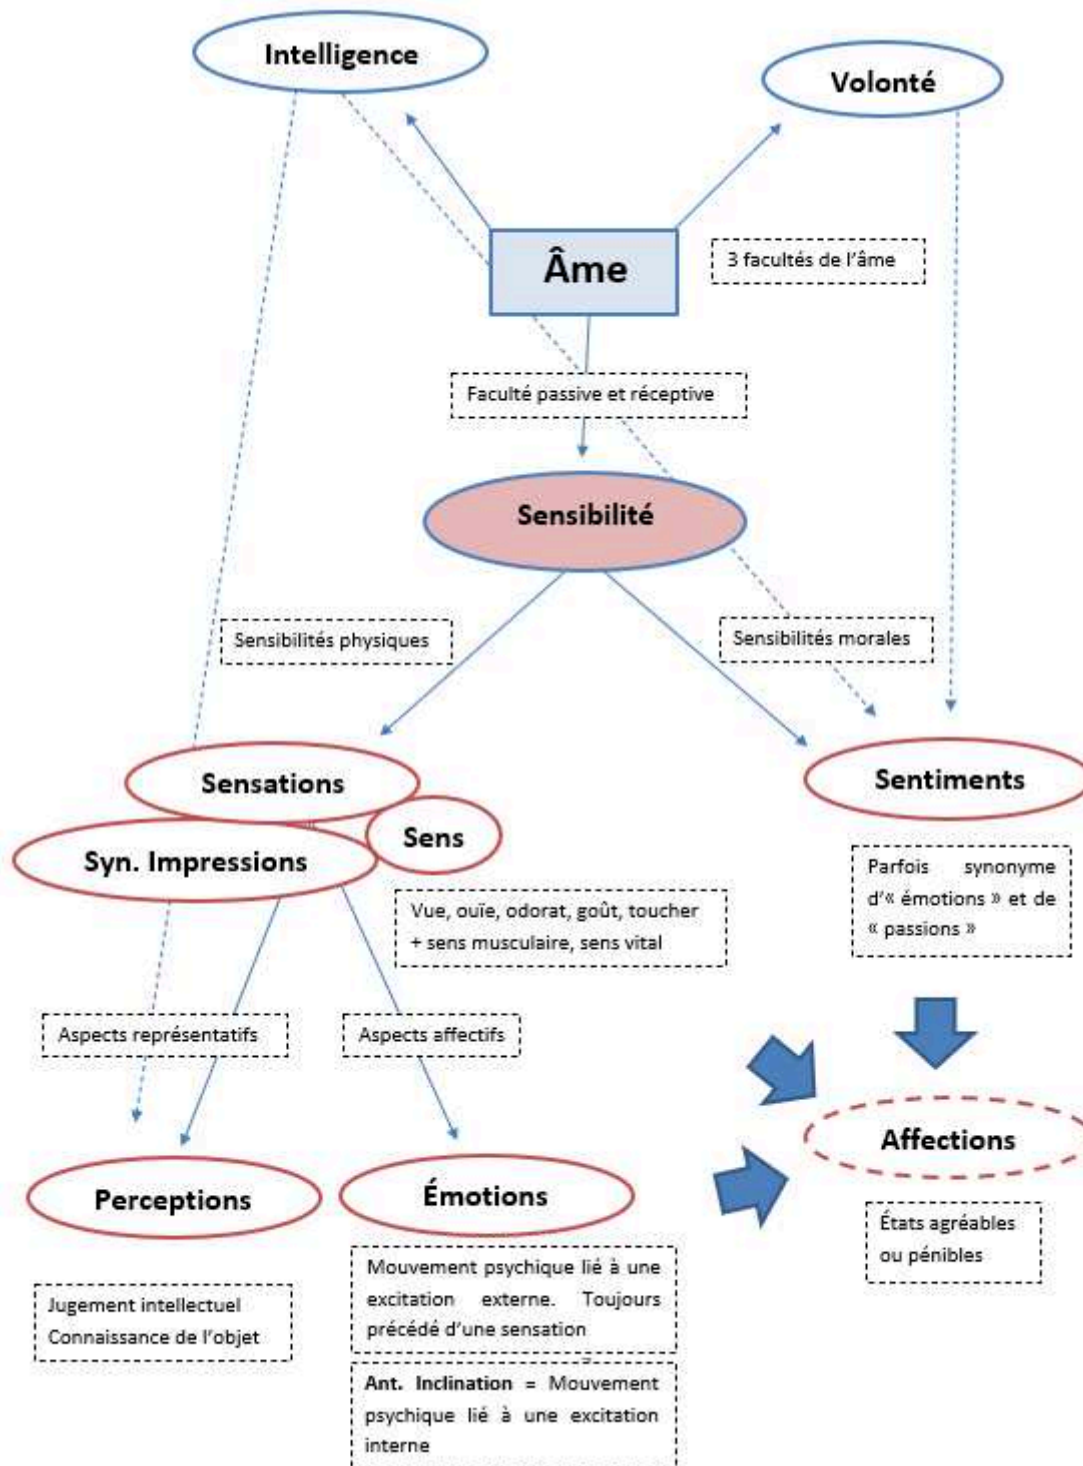 Intelligence
Volonté
Âme
3 facultés de l'âme
Faculté passive et réceptive
Sensibilité
Sensibilités physiques
Sensibilités morales
Sensations
Sentiments
Sens
Syn. Impressions
Parfois synonyme
d'« émotions » et de
« passions »
Vue, ouïe, odorat, goût, toucher
+ sens musculaire, sens vital
Aspects représentatifs
Aspects affectifs
Affections
Perceptions
Émotions
États agréables
ou pénibles
Mouvement psychique lié à une
excitation externe. Toujours
précédé d'une sensation
Jugement intellectuel
Connaissance de l'objet
Ant. Inclination = Mouvement
psychique lié à une excitation
interne